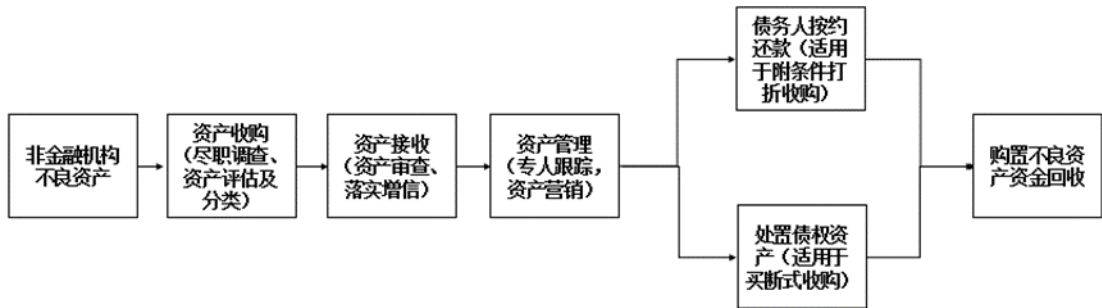 非金融机构
不良资产
资产收购
（尽职调查、
资产评估及
分类）
资产接收
（资产审查、
落实增信）
资产管理
（专人跟踪，
资产营销）
债务人按约
还款（适用
于附条件打
折收购）
处置债权资
产（适用于
买断式收购）
购置不良资
产资金回收